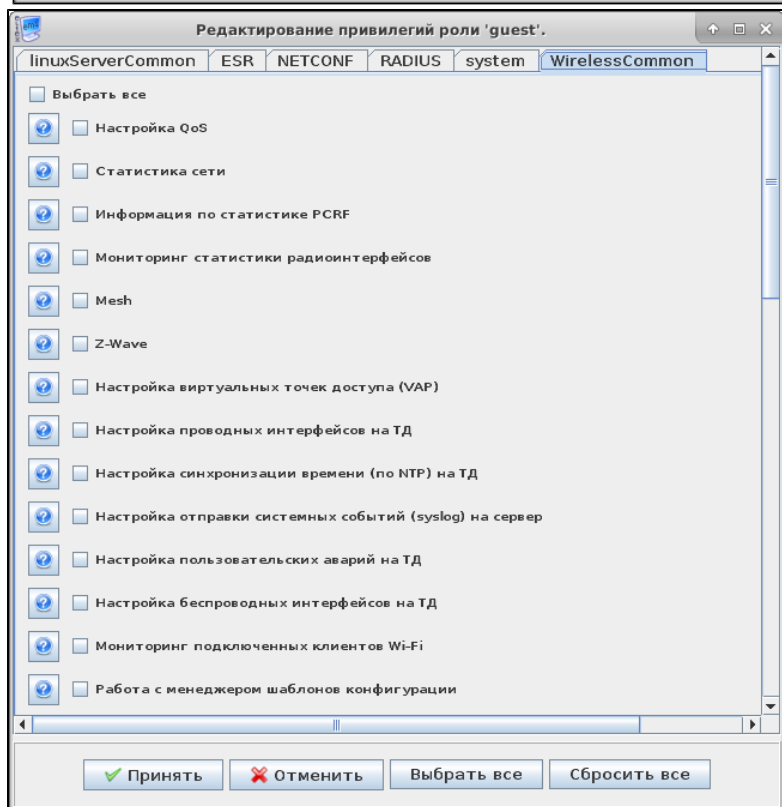 Редактирование привилегий роли 'guest'.
linuxServerCommon ESR NETCONF RADIUS system WirelessCommon
Выбрать все
Настройка QoS
Статистика сети
Информация по статистике PCRF
Мониторинг статистики радиоинтерфейсов
Mesh
Z-Wave
Настройка виртуальных точек доступа (VAP)
Настройка проводных интерфейсов на ТД
Настройка синхронизации времени (по NTP) на ТД
Настройка отправки системных событий (syslog) на сервер
Настройка пользовательских аварий на ТД
Настройка беспроводных интерфейсов на ТД
Мониторинг подключенных клиентов Wi-Fi
Работа с менеджером шаблонов конфигурации
Принять Отменить Выбрать все Сбросить все